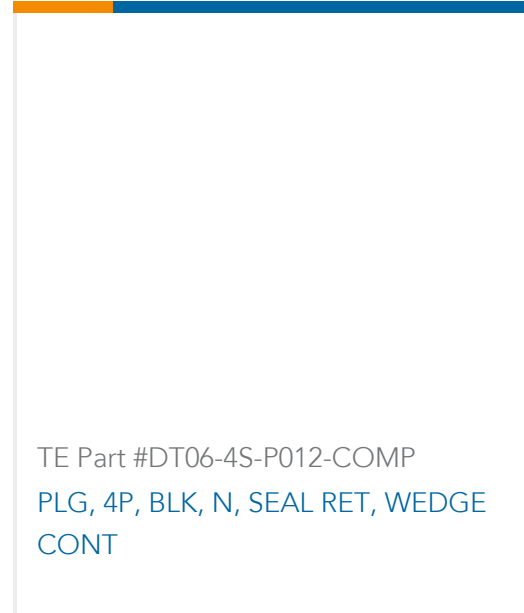 TE Part #DT06-4S-P012-COMP
PLG, 4P, BLK, N, SEAL RET, WEDGE
CONT